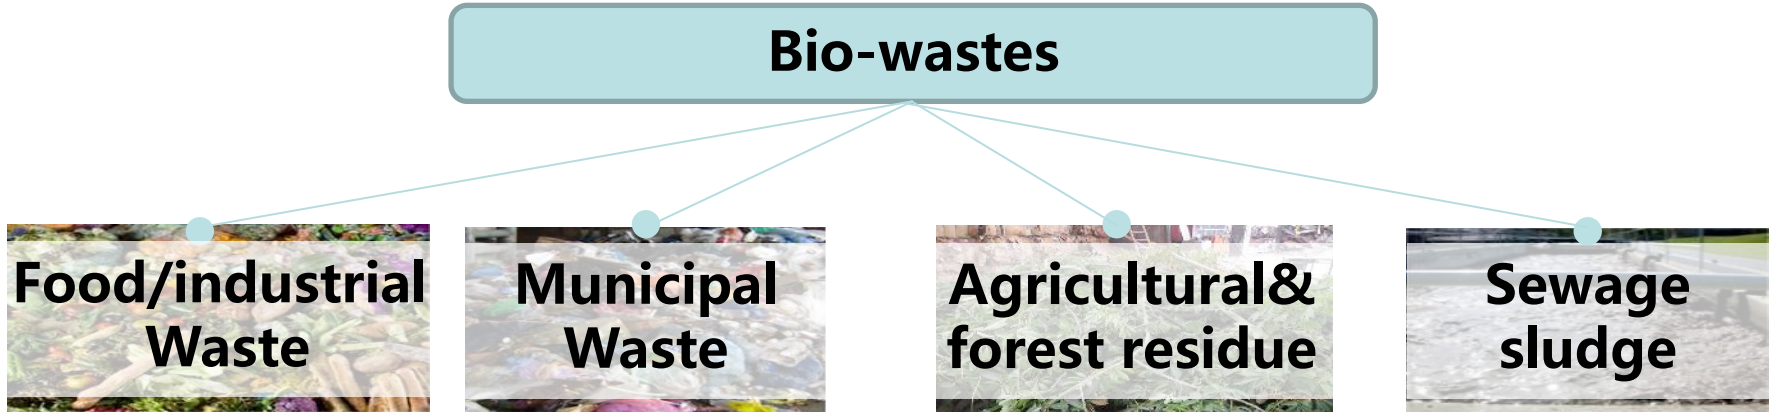 Bio-wastes
Food/industrial
Waste
Municipal
Waste
Agricultural&
forest residue
Sewage
sludge